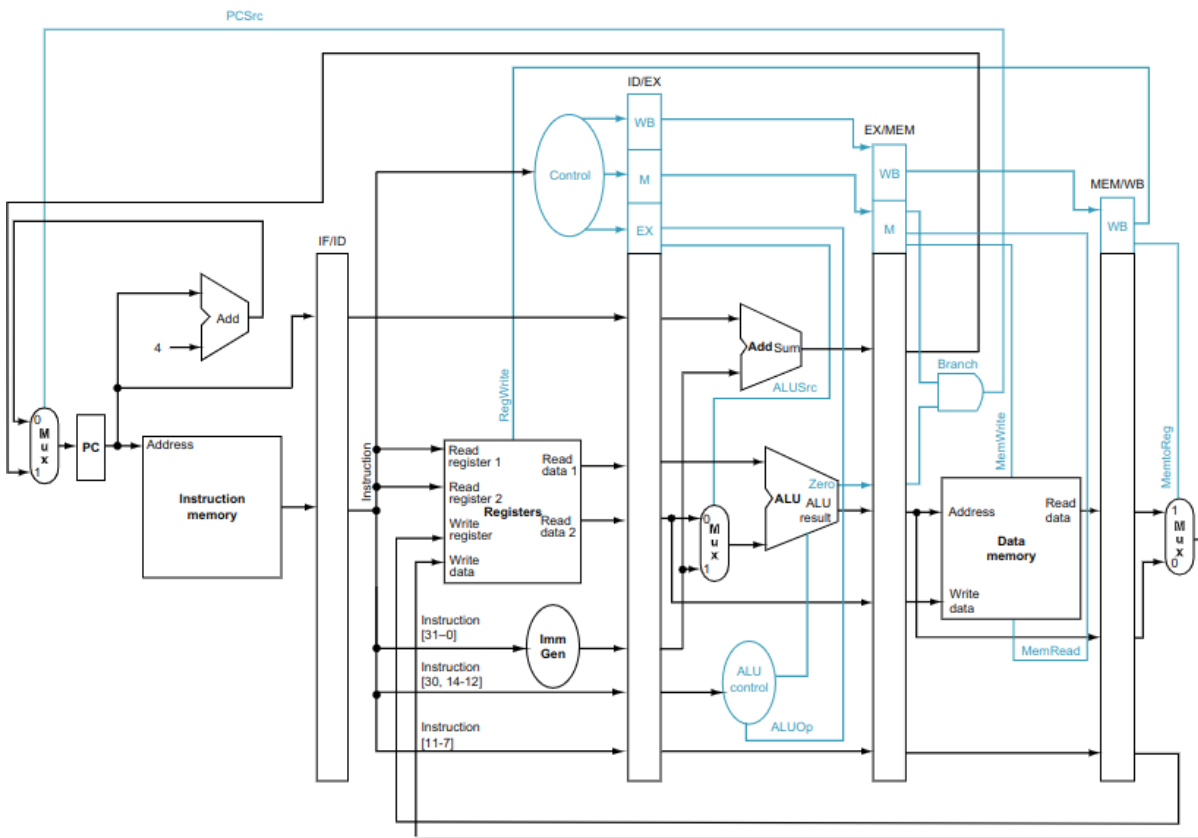 PCSrc
ID/EX
WB
EX/MEM
Control
M
WB
MEM/WB
EX
M
WB
IF/ID
Add
4
Add Sum
Branch
ALUSrc
RegWrite
MemWrite
MemtoReg
0
M
u
x
1
PC
Address
Instruction
memory
Instruction
Read
register 1
Read
register 2
Write
register
Write
data
Registers
Read
data 1
Read
data 2
0
M
u
x
1
Zero
ALU
ALU
result
Address
Read
data
Data
memory
Write
data
1
M
u
x
0
MemRead
Instruction
[31–0]
Imm
Gen
Instruction
[30, 14-12]
ALU
control
ALUOp
Instruction
[11-7]